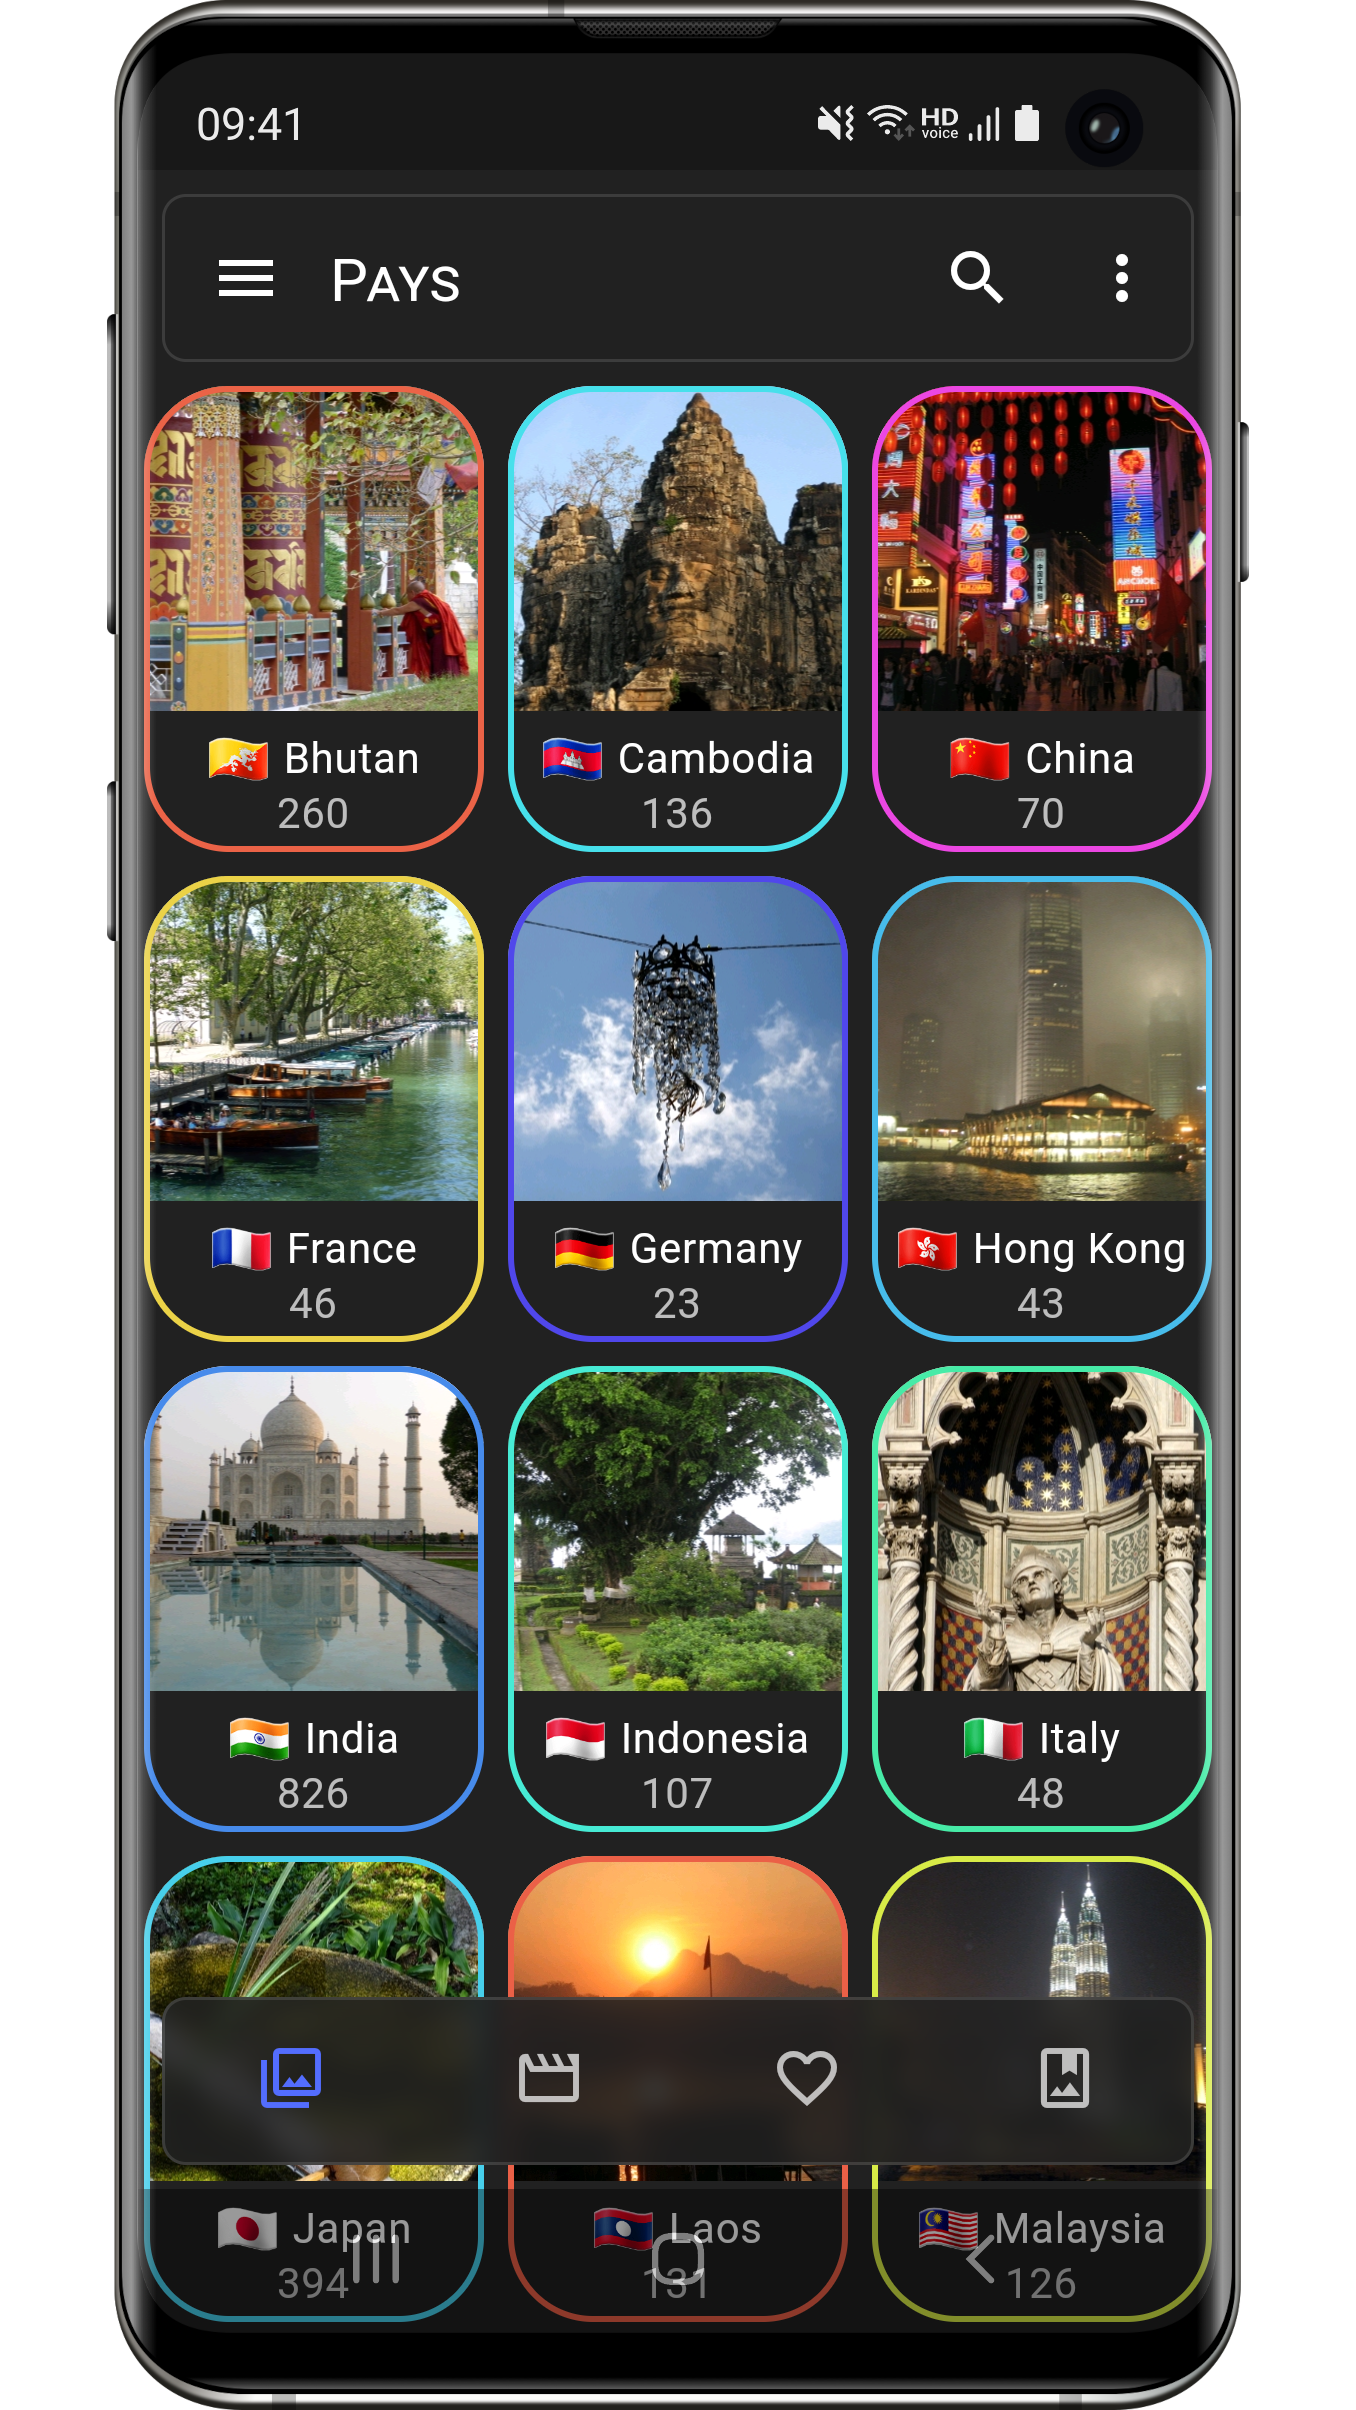 09:41
HD
voice
PAYS
Bhutan
260
Cambodia
136
China
70
France
46
Germany
23
Hong Kong
43
India
826
Indonesia
107
Italy
48
Japan
394
Laos
131
Malaysia
126